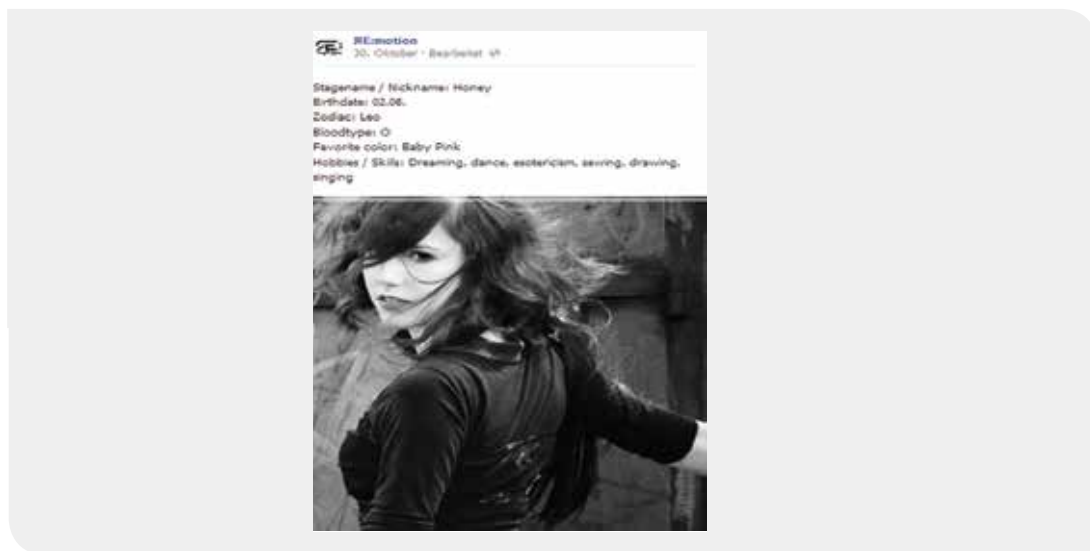 RE:motion
30. Oktober · Bearbeitet
Stagename / Nickname: Honey
Birthdate: 02.08.
Zodiac: Leo
Bloodtype: O
Favorite color: Baby Pink
Hobbies / Skills: Dreaming, dance, esotericism, sewing, drawing,
singing